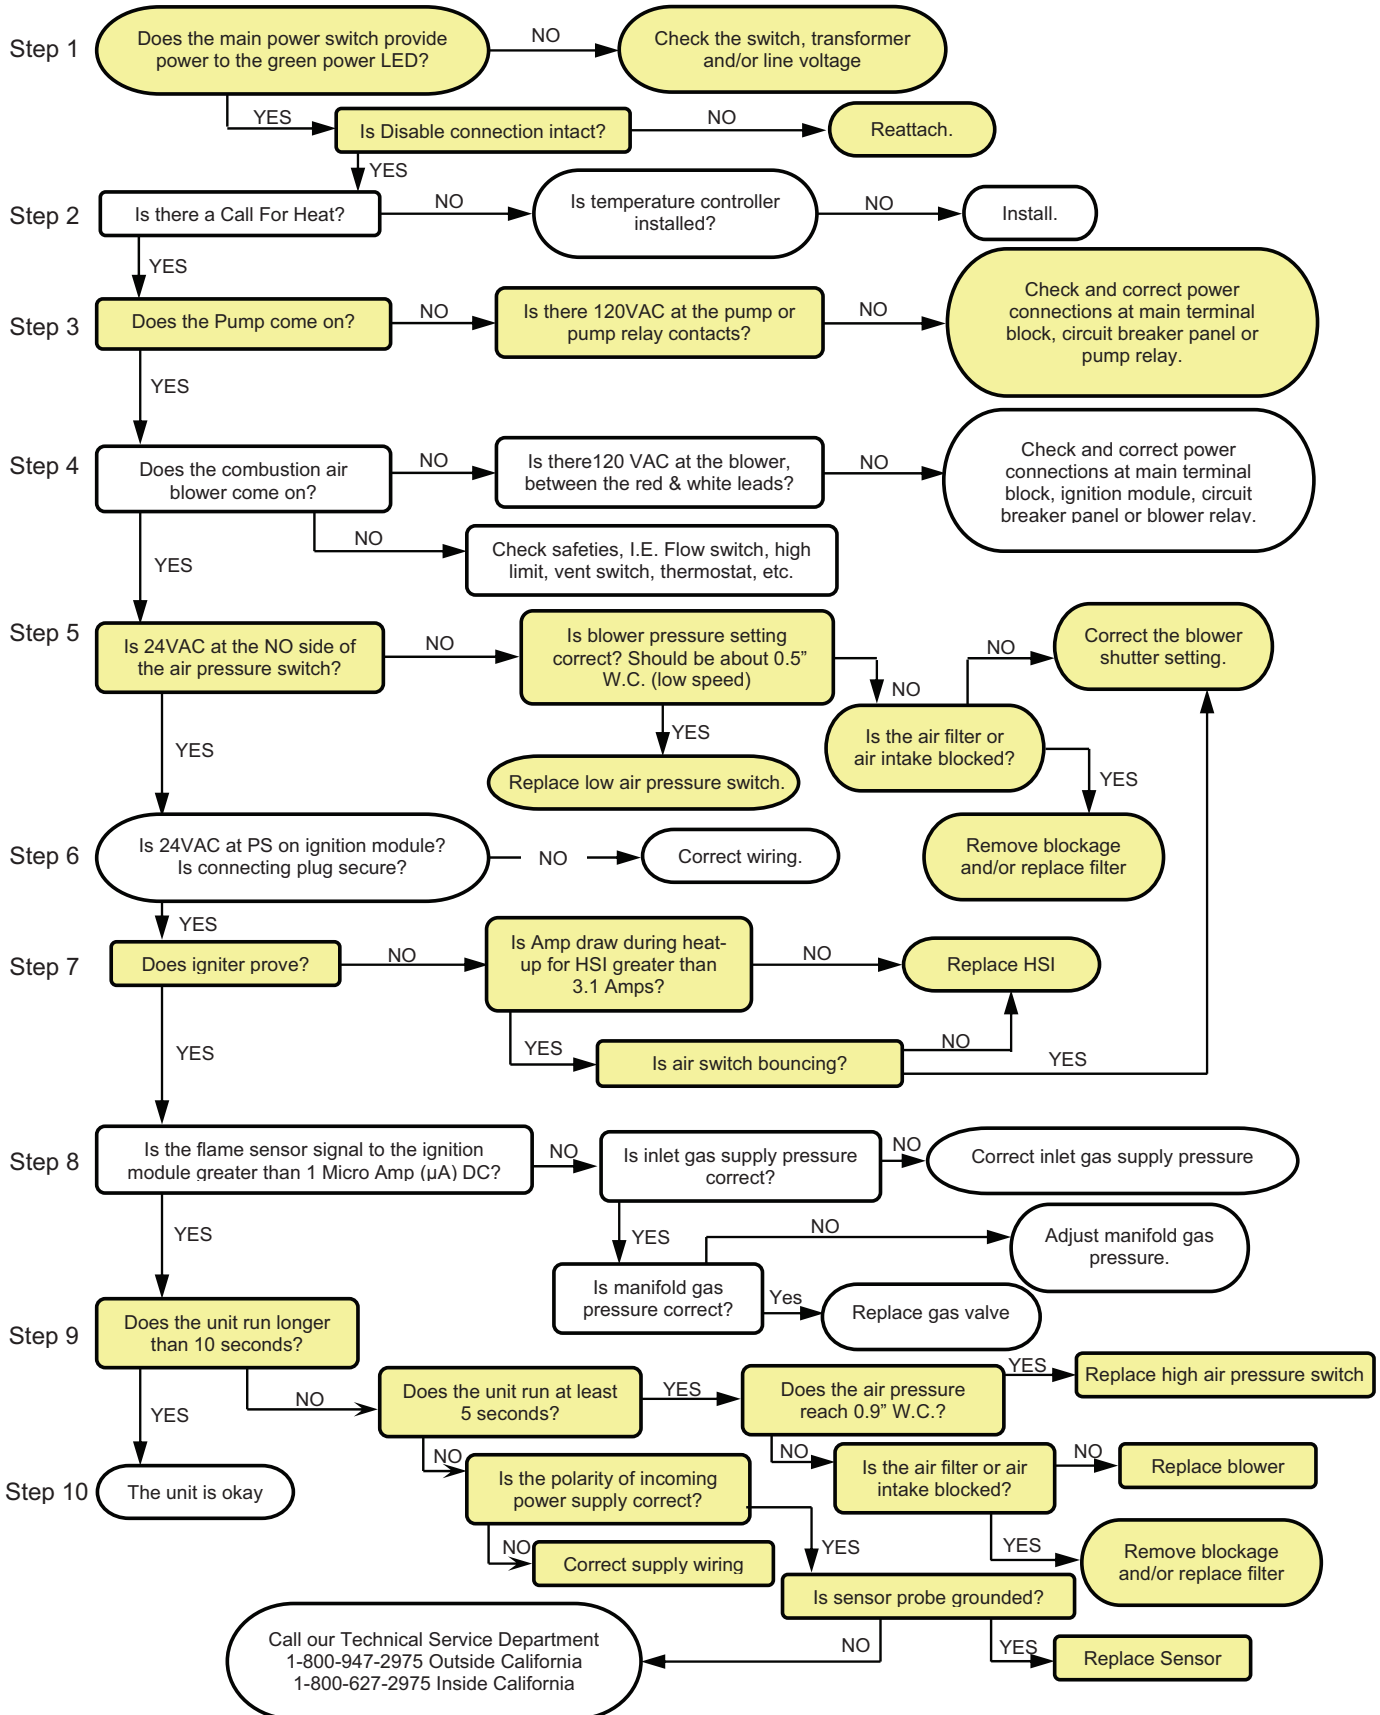 Step 1
Does the main power switch provide
power to the green power LED?
NO
Check the switch, transformer
and/or line voltage
YES
Is Disable connection intact?
NO
Reattach.
YES
Step 2
Is there a Call For Heat?
NO
Is temperature controller
installed?
NO
Install.
YES
Step 3
Does the Pump come on?
NO
Is there 120VAC at the pump or
pump relay contacts?
NO
Check and correct power
connections at main terminal
block, circuit breaker panel or
pump relay.
YES
Step 4
Does the combustion air
blower come on?
NO
Is there120 VAC at the blower,
between the red & white leads?
NO
Check and correct power
connections at main terminal
block, ignition module, circuit
breaker panel or blower relay.
NO
Check safeties, I.E. Flow switch, high
limit, vent switch, thermostat, etc.
YES
Step 5
Is 24VAC at the NO side of
the air pressure switch?
NO
Is blower pressure setting
correct? Should be about 0.5”
W.C. (low speed)
NO
Is the air filter or
air intake blocked?
NO
Correct the blower
shutter setting.
YES
Replace low air pressure switch.
YES
Remove blockage
and/or replace filter
YES
Step 6
Is 24VAC at PS on ignition module?
Is connecting plug secure?
NO
Correct wiring.
YES
Step 7
Does igniter prove?
NO
Is Amp draw during heat-
up for HSI greater than
3.1 Amps?
NO
Replace HSI
YES
Is air switch bouncing?
NO
YES
YES
Step 8
Is the flame sensor signal to the ignition
module greater than 1 Micro Amp (µA) DC?
NO
Is inlet gas supply pressure
correct?
NO
Correct inlet gas supply pressure
YES
Is manifold gas
pressure correct?
NO
Adjust manifold gas
pressure.
Yes
Replace gas valve
YES
Step 9
Does the unit run longer
than 10 seconds?
NO
Does the unit run at least
5 seconds?
YES
Does the air pressure
reach 0.9” W.C.?
YES
Replace high air pressure switch
NO
Is the air filter or air
intake blocked?
NO
Replace blower
YES
Remove blockage
and/or replace filter
NO
Is the polarity of incoming
power supply correct?
NO
Correct supply wiring
YES
Is sensor probe grounded?
YES
Replace Sensor
NO
Call our Technical Service Department
1-800-947-2975 Outside California
1-800-627-2975 Inside California
YES
Step 10
The unit is okay